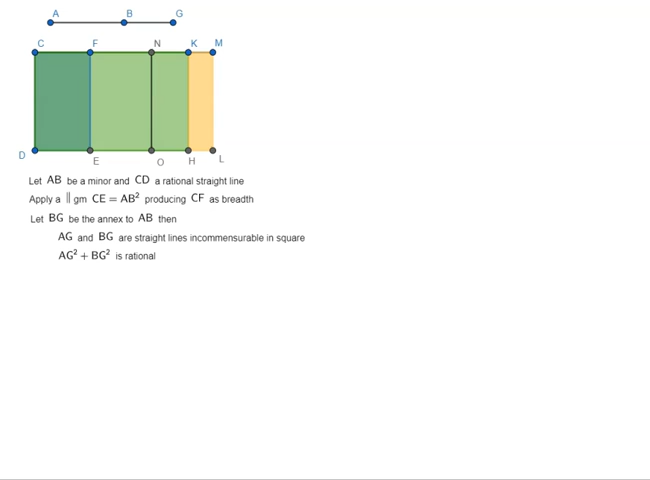 A B G
C F N K M
D E O H L
Let AB be a minor and CD a rational straight line
Apply a ∥ gm CE = AB² producing CF as breadth
Let BG be the annex to AB then
AG and BG are straight lines incommensurable in square
AG² + BG² is rational